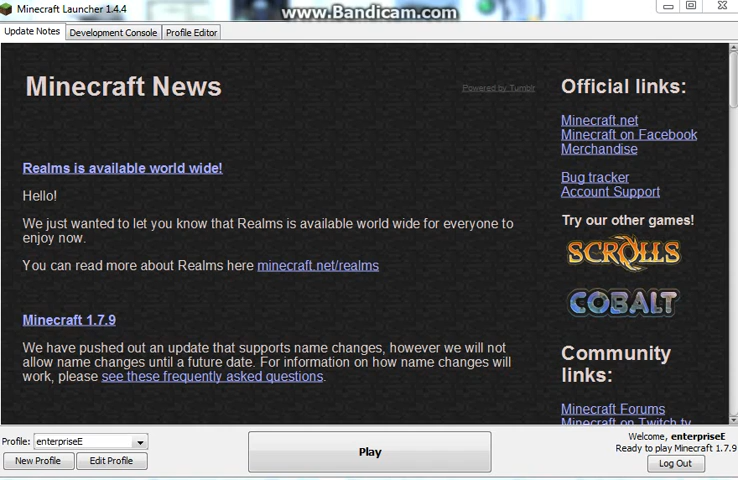 Minecraft Launcher 1.4.4
www.Bandicam.com
Update Notes
Development Console
Profile Editor
Minecraft News
Powered by Tumblr
Realms is available world wide!
Hello!
We just wanted to let you know that Realms is available world wide for everyone to
enjoy now.
You can read more about Realms here minecraft.net/realms
Minecraft 1.7.9
We have pushed out an update that supports name changes, however we will not
allow name changes until a future date. For information on how name changes will
work, please see these frequently asked questions.
Official links:
Minecraft.net
Minecraft on Facebook
Merchandise
Bug tracker
Account Support
Try our other games!
SCROLLS
COBALT
Community
links:
Minecraft Forums
Minecraft on Twitch.tv
Profile: enterpriseE
New Profile
Edit Profile
Play
Welcome, enterpriseE
Ready to play Minecraft 1.7.9
Log Out